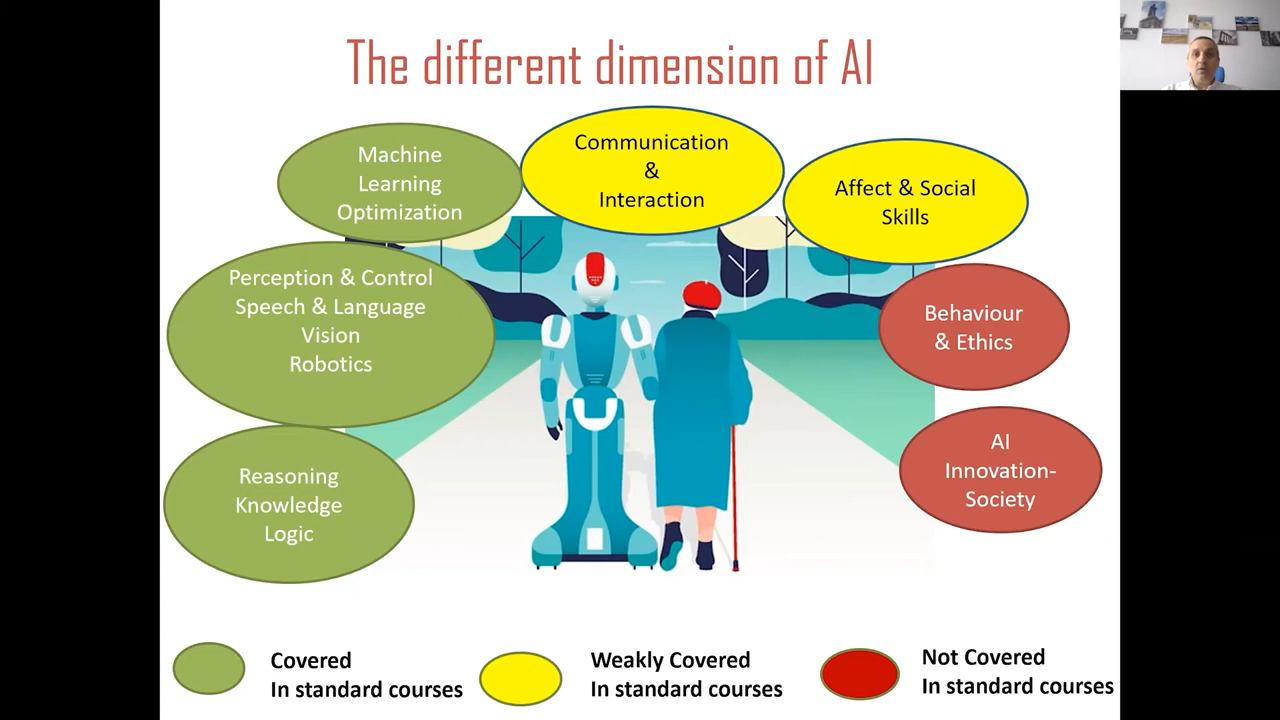 The different dimension of AI
Machine
Learning
Optimization
Communication
&
Interaction
Affect & Social
Skills
Perception & Control
Speech & Language
Vision
Robotics
Behaviour
& Ethics
Reasoning
Knowledge
Logic
AI
Innovation-
Society
Covered
In standard courses
Weakly Covered
In standard courses
Not Covered
In standard courses